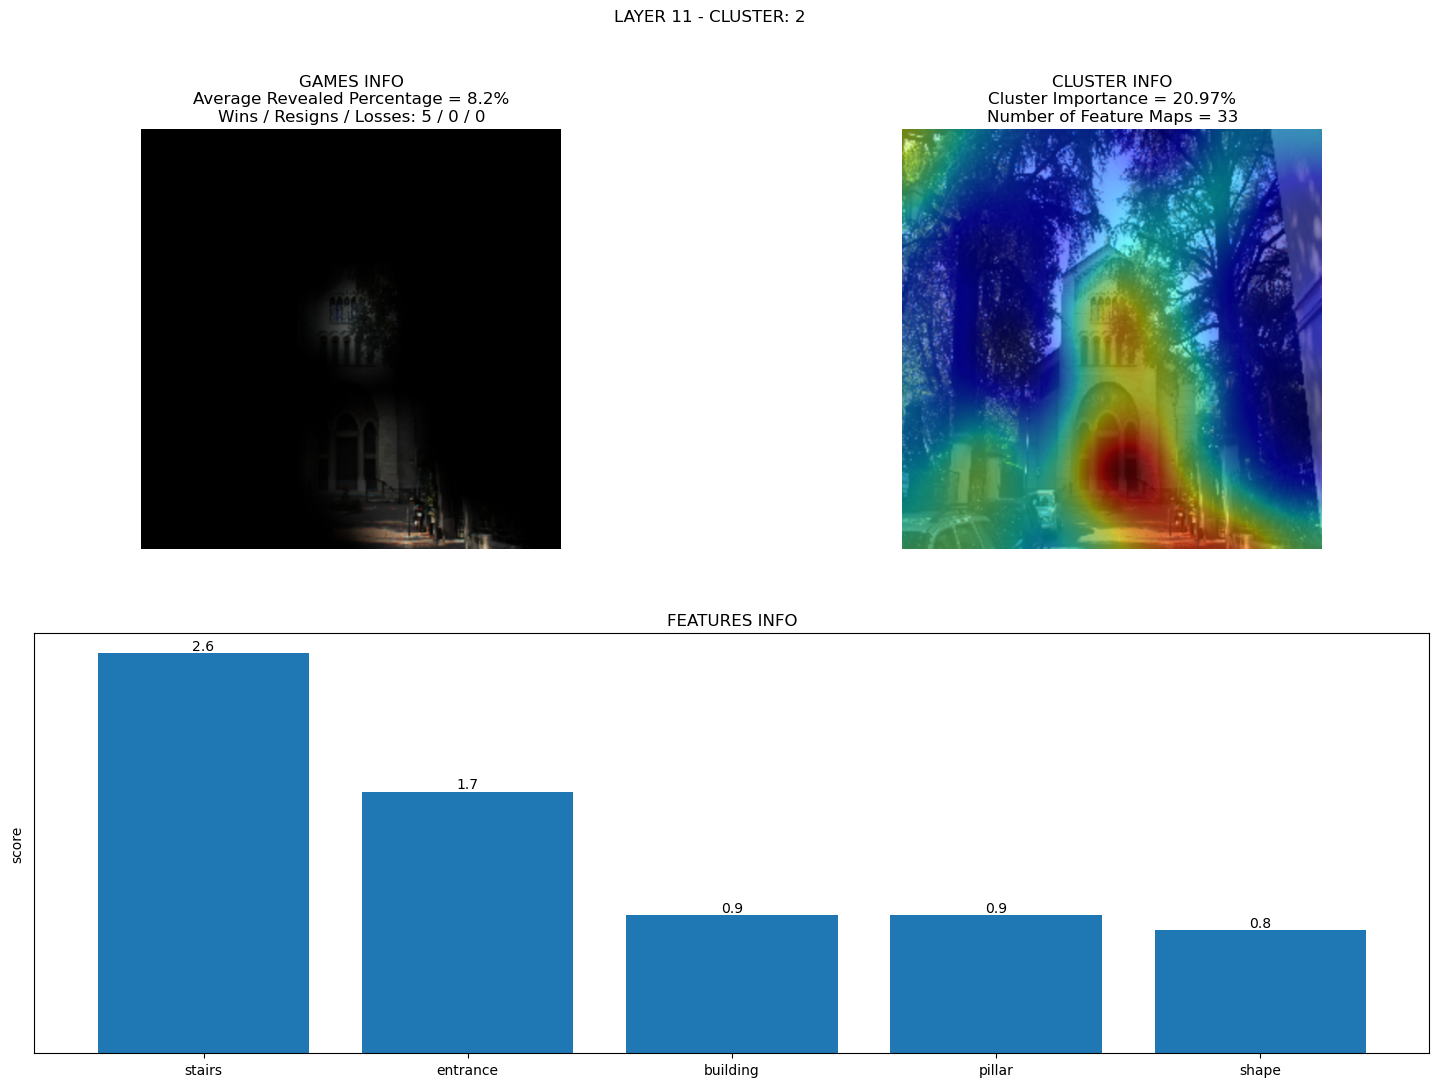 LAYER 11 - CLUSTER: 2
GAMES INFO
Average Revealed Percentage = 8.2%
Wins / Resigns / Losses: 5 / 0 / 0
CLUSTER INFO
Cluster Importance = 20.97%
Number of Feature Maps = 33
FEATURES INFO
score
2.6
1.7
0.9
0.9
0.8
stairs
entrance
building
pillar
shape